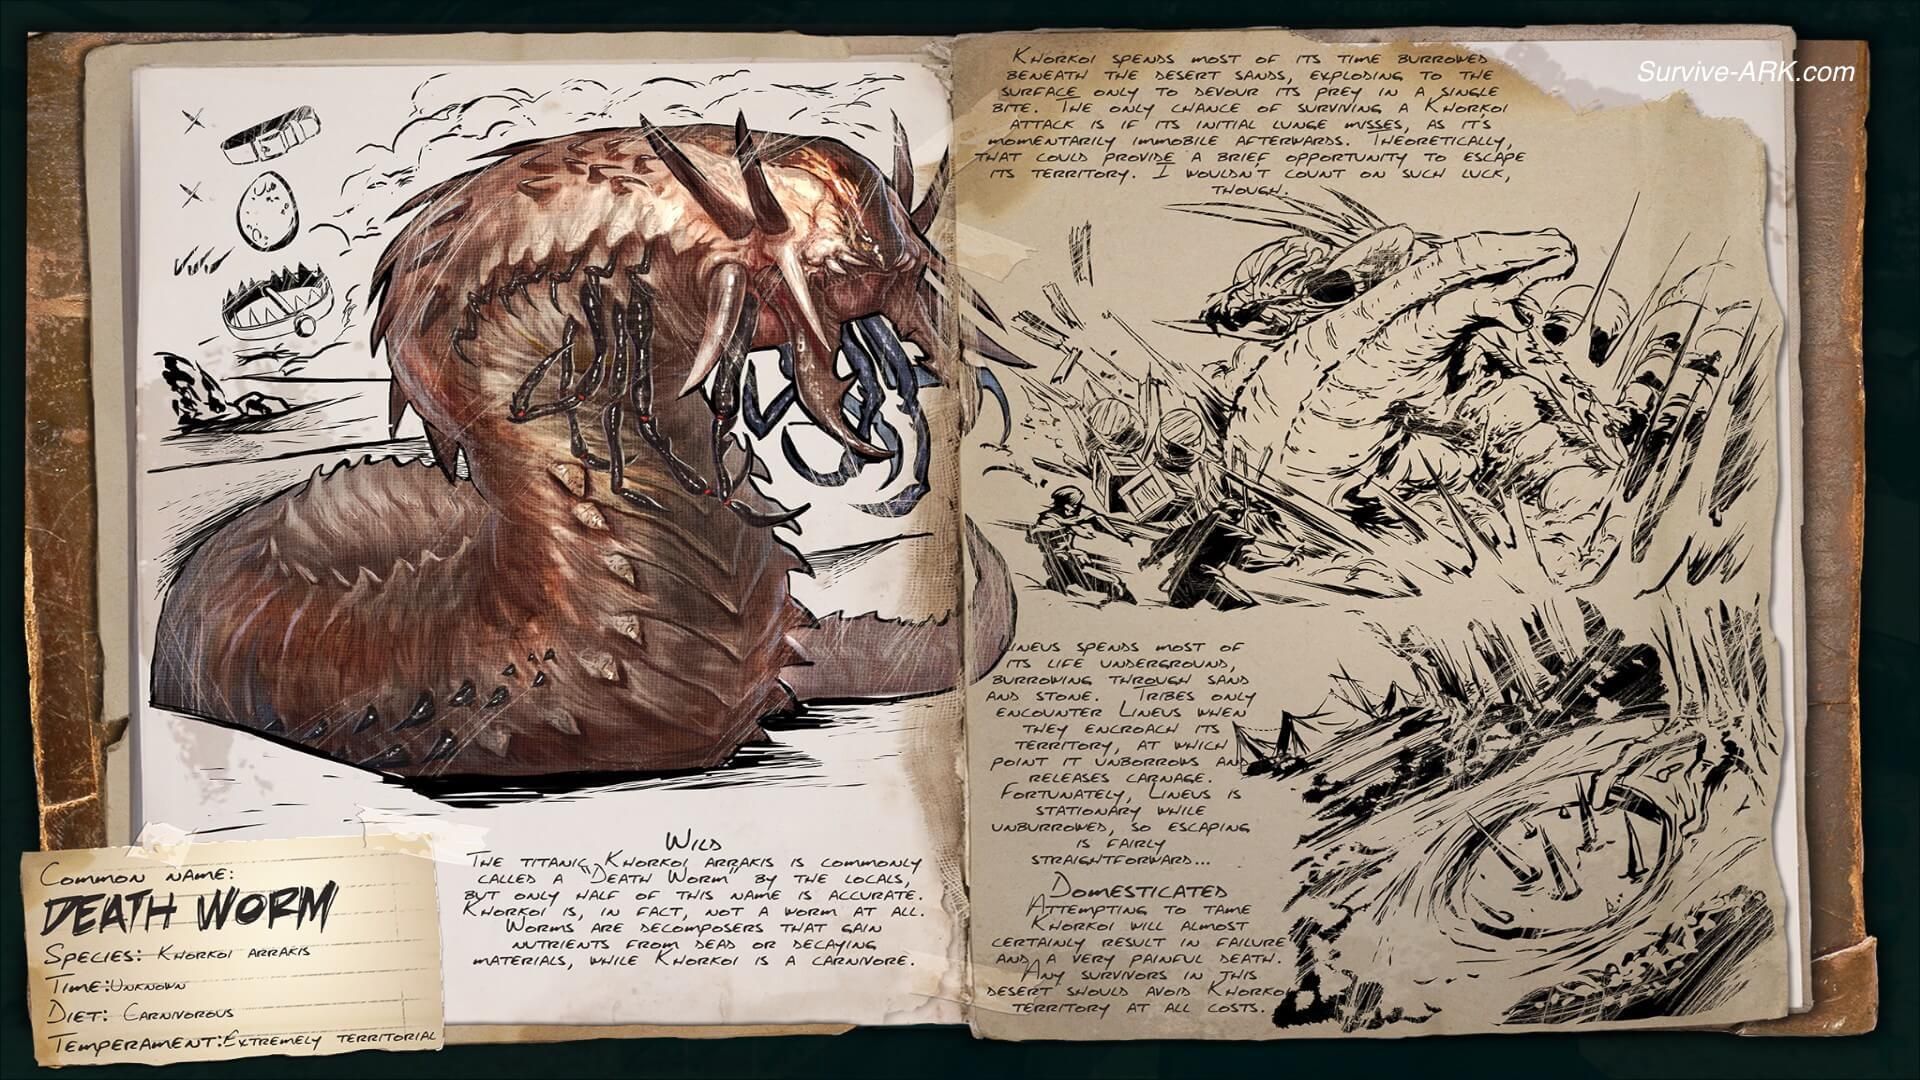 Survive-ARK.com
Common name:
DEATH WORM
Species: Khorkoi arrakis
Time: Unknown
Diet: Carnivorous
Temperament: Extremely territorial
Wild
The titanic Khorkoi arrakis is commonly
called a "Death Worm" by the locals,
but only half of this name is accurate.
Khorkoi is, in fact, not a worm at all.
Worms are decomposers that gain
nutrients from dead or decaying
materials, while Khorkoi is a carnivore.
Khorkoi spends most of its time burrowed
beneath the desert sands, exploding to the
surface only to devour its prey in a single
bite. The only chance of surviving a Khorkoi
attack is if its initial lunge misses, as it's
momentarily immobile afterwards. Theoretically,
that could provide a brief opportunity to escape
its territory. I wouldn't count on such luck,
though.
Lineus spends most of
its life underground,
burrowing through sand
and stone. Tribes only
encounter Lineus when
they encroach its
territory, at which
point it unborrows and
releases carnage.
Fortunately, Lineus is
stationary while
unburrowed, so escaping
is fairly
straightforward...
Domesticated
Attempting to tame
Khorkoi will almost
certainly result in failure
and a very painful death.
Any survivors in this
desert should avoid Khorkoi
territory at all costs.